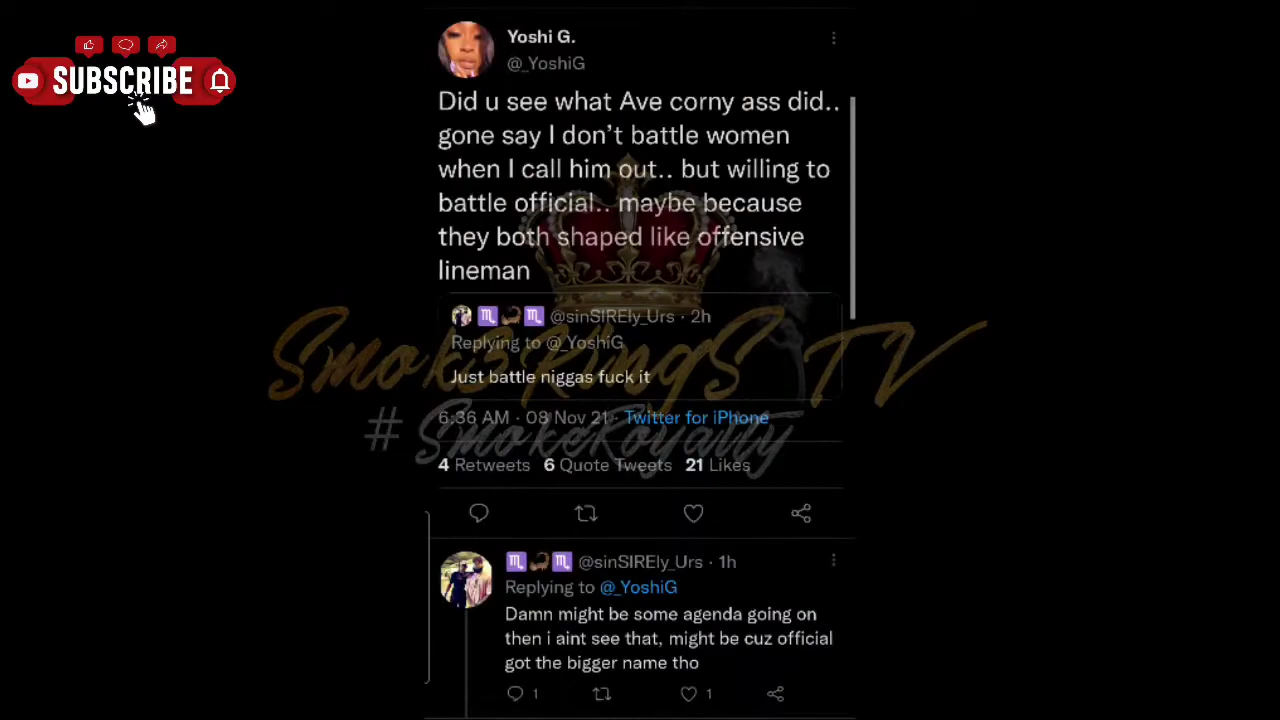 SUBSCRIBE
Yoshi G.
@_YoshiG
Did u see what Ave corny ass did..
gone say I don’t battle women
when I call him out.. but willing to
battle official.. maybe because
they both shaped like offensive
lineman
♏ ♏ @sinSIREly_Urs · 2h
Replying to @_YoshiG
Just battle niggas fuck it
6:36 AM · 08 Nov 21 · Twitter for iPhone
4 Retweets 6 Quote Tweets 21 Likes
Smok3RingS TV
#SmokeRoyalty
♏ ♏ @sinSIREly_Urs · 1h
Replying to @_YoshiG
Damn might be some agenda going on
then i aint see that, might be cuz official
got the bigger name tho
1 1